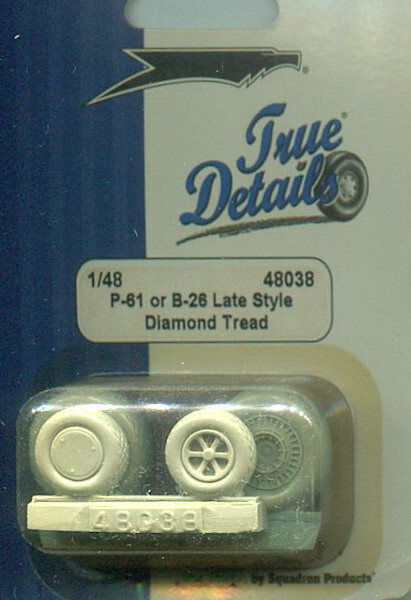 True
Details
1/48 48038
P-61 or B-26 Late Style
Diamond Tread
48038
by Squadron Products